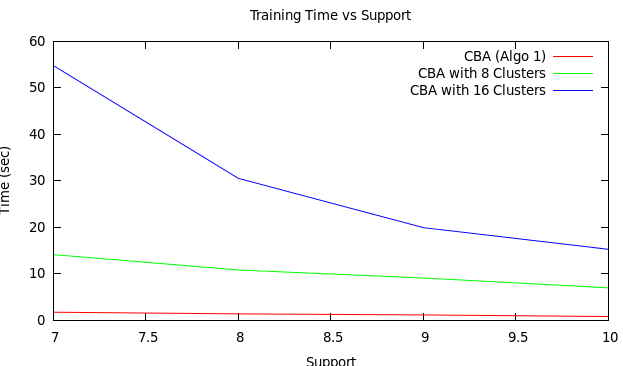 Training Time vs Support
60
50
40
30
20
10
0
Time (sec)
CBA (Algo 1)
CBA with 8 Clusters
CBA with 16 Clusters
7 7.5 8 8.5 9 9.5 10
Support